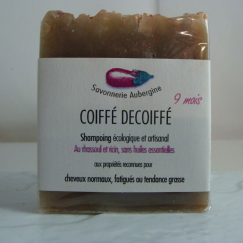 Savonnerie Aubergine
9 mois
COIFFÉ DECOIFFÉ
Shampoing écologique et artisanal
Au rhassoul et ricin, sans huiles essentielles
aux propriétés reconnues pour
cheveux normaux, fatigués ou tendance grasse